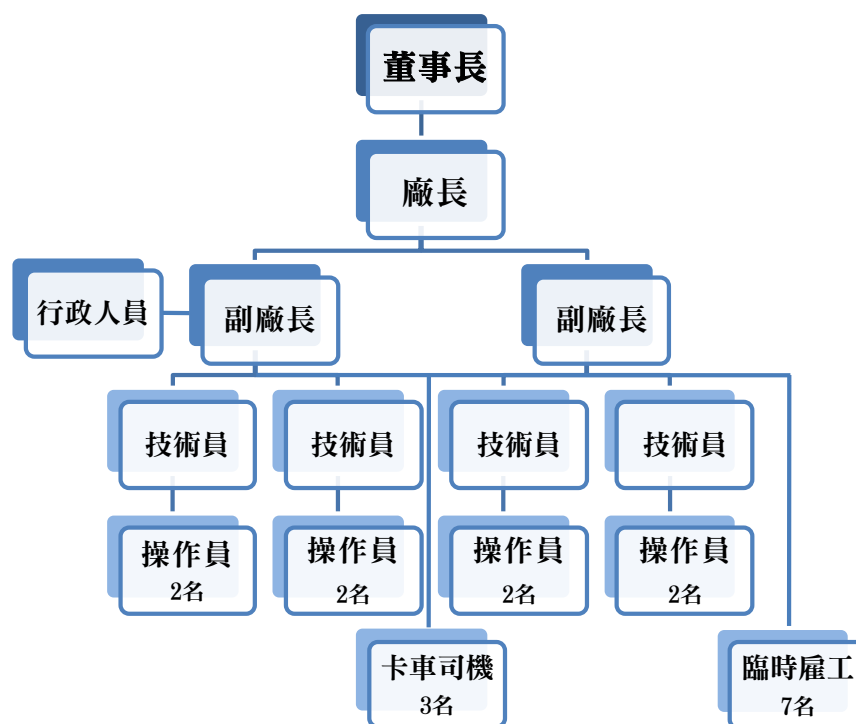 董事長
廠長
行政人員
副廠長
副廠長
技術員
技術員
技術員
技術員
操作員
2名
操作員
2名
操作員
2名
操作員
2名
卡車司機
3名
臨時雇工
7名